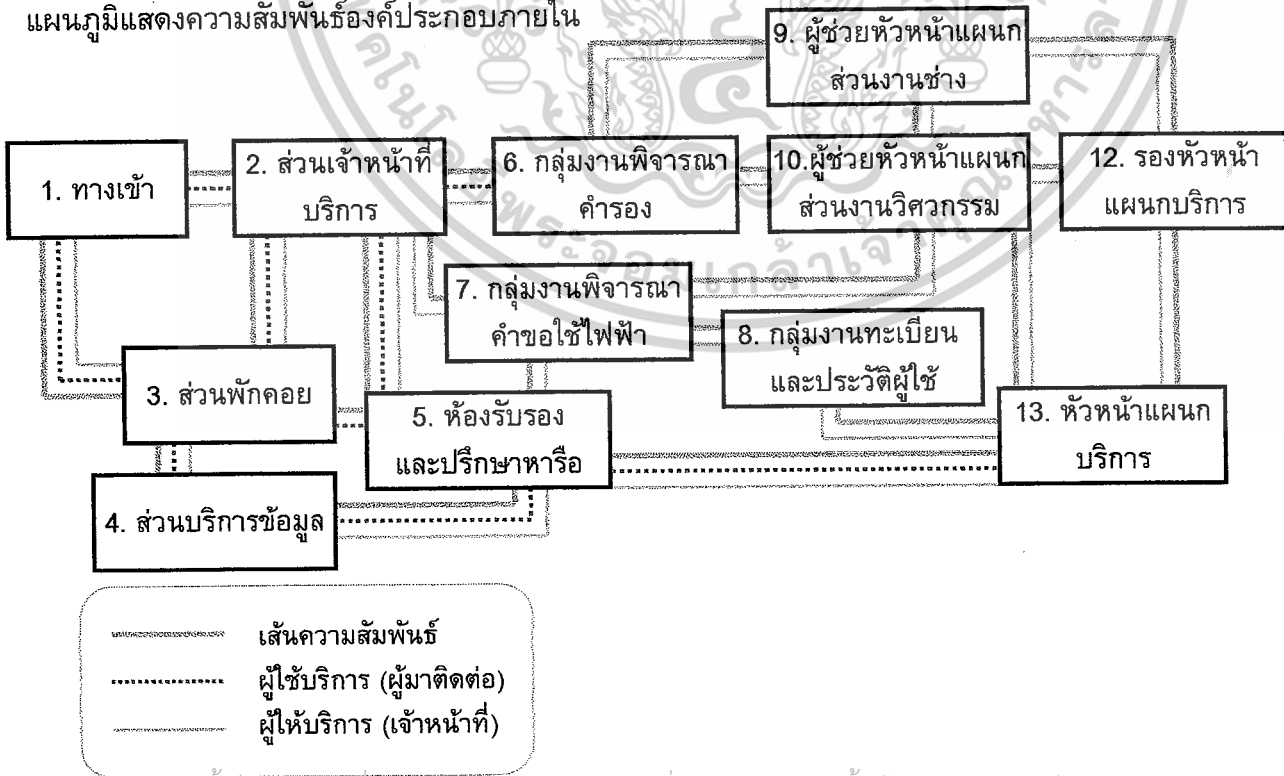 แผนภูมิแสดงความสัมพันธ์องค์ประกอบภายใน
9. ผู้ช่วยหัวหน้าแผนก
ส่วนงานช่าง
1. ทางเข้า
2. ส่วนเจ้าหน้าที่
บริการ
6. กลุ่มงานพิจารณา
คำรอง
10.ผู้ช่วยหัวหน้าแผนก
ส่วนงานวิศวกรรม
12. รองหัวหน้า
แผนกบริการ
7. กลุ่มงานพิจารณา
คำขอใช้ไฟฟ้า
8. กลุ่มงานทะเบียน
และประวัติผู้ใช้
3. ส่วนพักคอย
5. ห้องรับรอง
และปรึกษาหารือ
13. หัวหน้าแผนก
บริการ
4. ส่วนบริการข้อมูล
เส้นความสัมพันธ์
ผู้ใช้บริการ (ผู้มาติดต่อ)
ผู้ให้บริการ (เจ้าหน้าที่)